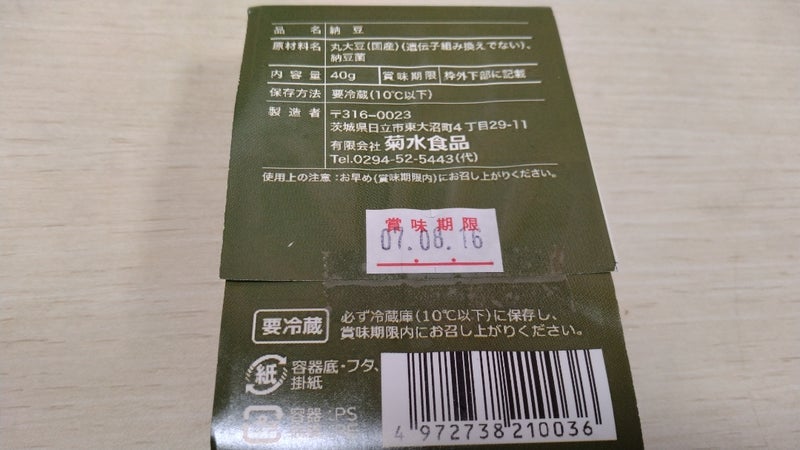 品名 納豆
原材料名 丸大豆(国産)(遺伝子組み換えでない)、
納豆菌
内容量 40g 賞味期限 枠外下部に記載
保存方法 要冷蔵(10℃以下)
製造者 〒316-0023
茨城県日立市東大沼町4丁目29-11
有限会社 菊水食品
Tel.0294-52-5443(代)
使用上の注意:お早め(賞味期限内)にお召し上がりください。
賞味期限
07.08.16
要冷蔵 必ず冷蔵庫(10℃以下)に保存し、
賞味期限内にお召し上がりください。
紙 容器底・フタ、
掛紙
容器:PS
4 972738 210036